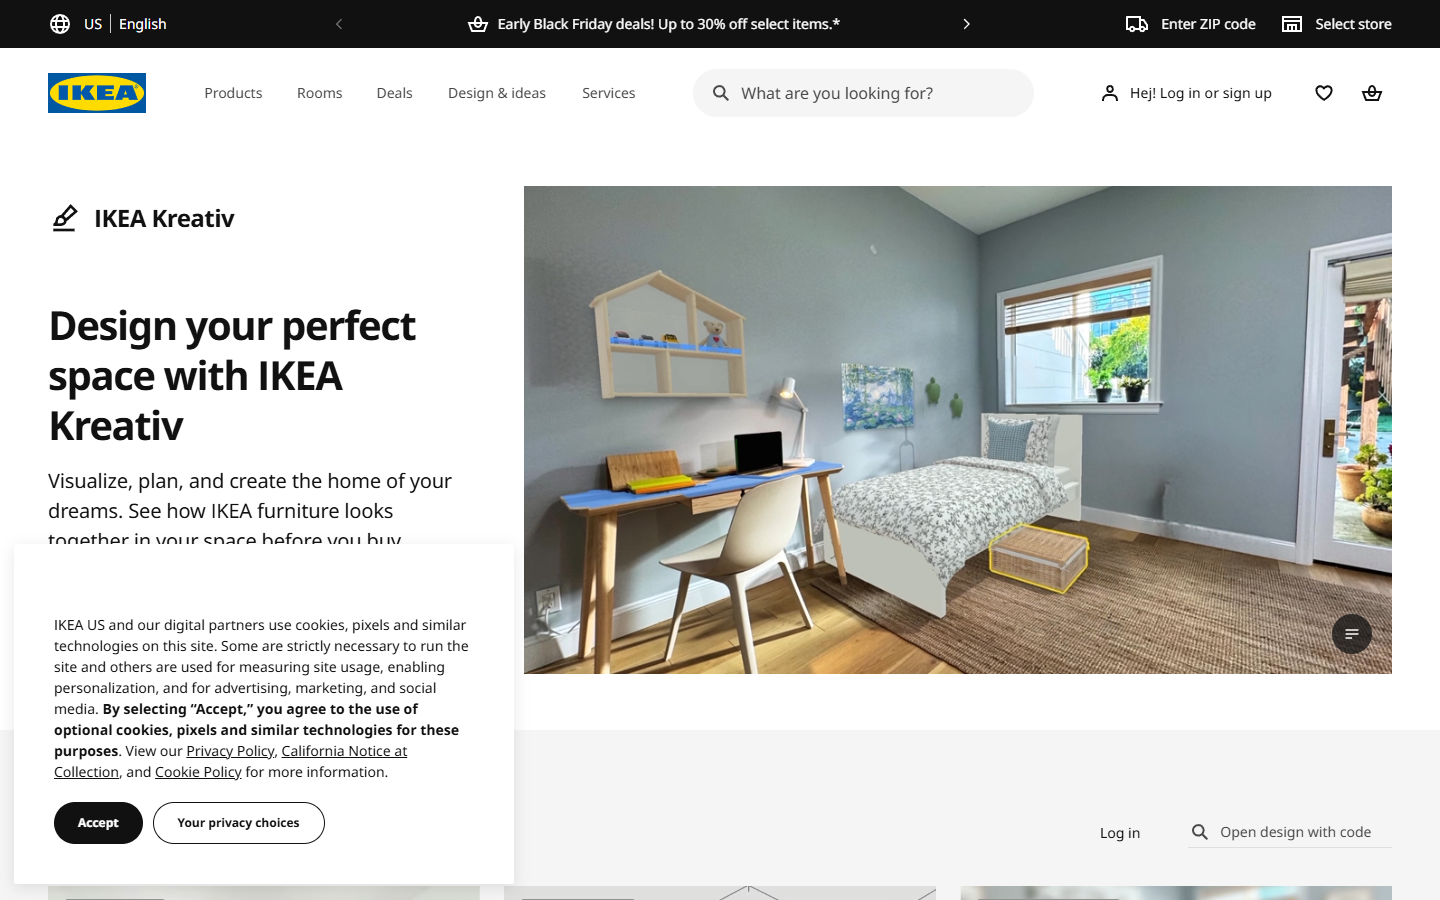 US
English
Early Black Friday deals! Up to 30% off select items.*
Enter ZIP code
Select store
IKEA
Products
Rooms
Deals
Design & ideas
Services
What are you looking for?
Hej! Log in or sign up
IKEA Kreativ
Design your perfect
space with IKEA
Kreativ
Visualize, plan, and create the home of your
dreams. See how IKEA furniture looks
together in your space before you buy.
IKEA US and our digital partners use cookies, pixels and similar
technologies on this site. Some are strictly necessary to run the
site and others are used for measuring site usage, enabling
personalization, and for advertising, marketing, and social
media. By selecting “Accept,” you agree to the use of
optional cookies, pixels and similar technologies for these
purposes. View our Privacy Policy, California Notice at
Collection, and Cookie Policy for more information.
Accept
Your privacy choices
Log in
Open design with code